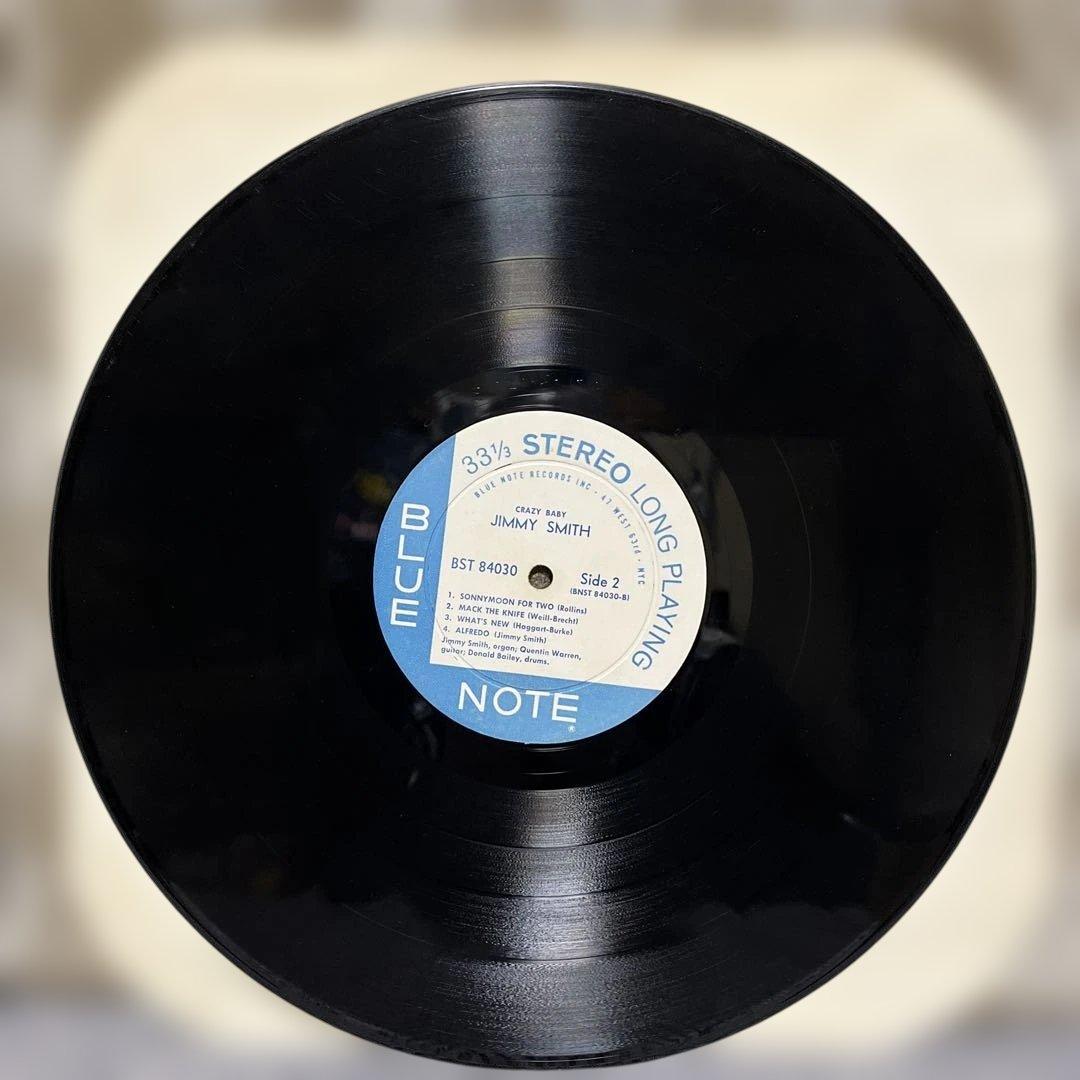 33⅓ STEREO LONG PLAYING
BLUE NOTE RECORDS INC · 47 WEST 63rd · NYC
CRAZY BABY
JIMMY SMITH
BST 84030
Side 2
(BNST 84030-B)
1. SONNYMOON FOR TWO (Rollins)
2. MACK THE KNIFE (Weill-Brecht)
3. WHAT'S NEW (Haggart-Burke)
4. ALFREDO (Jimmy Smith)
Jimmy Smith, organ; Quentin Warren,
guitar; Donald Bailey, drums.
BLUE
NOTE
®